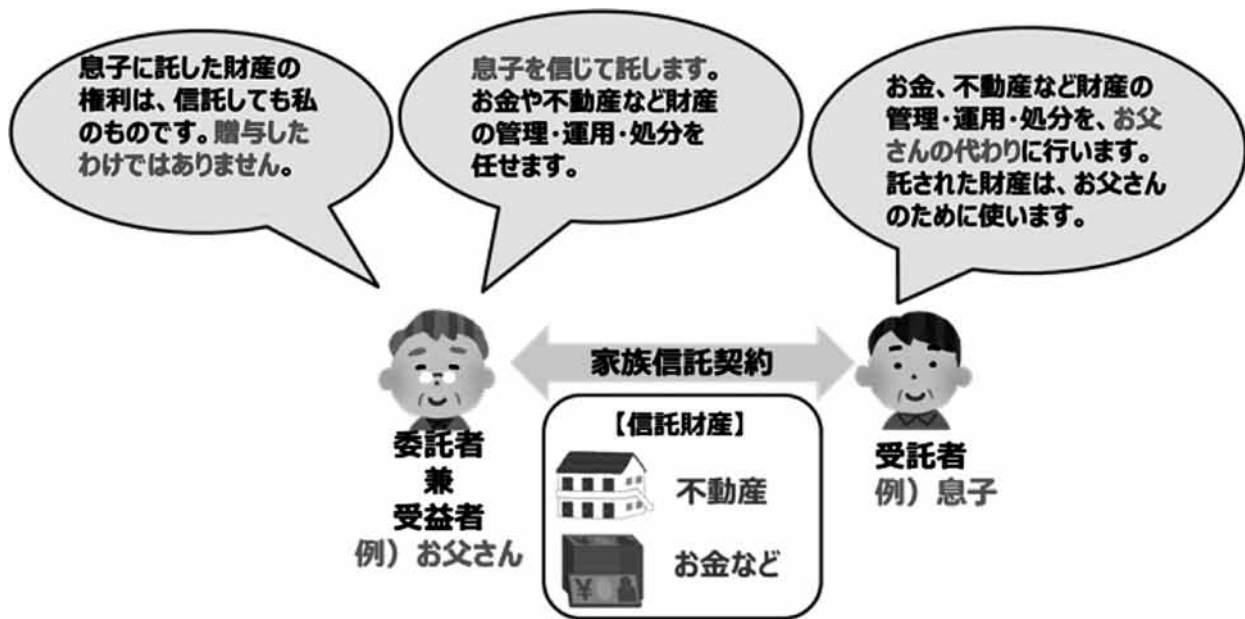 息子に託した財産の
権利は、信託しても私
のものです。贈与した
わけではありません。
息子を信じて託します。
お金や不動産など財産
の管理・運用・処分を
任せます。
お金、不動産など財産の
管理・運用・処分を、お父
さんの代わりに行います。
託された財産は、お父さん
のために使います。
家族信託契約
【信託財産】
不動産
お金など
¥
委託者
兼
受益者
例）お父さん
受託者
例）息子